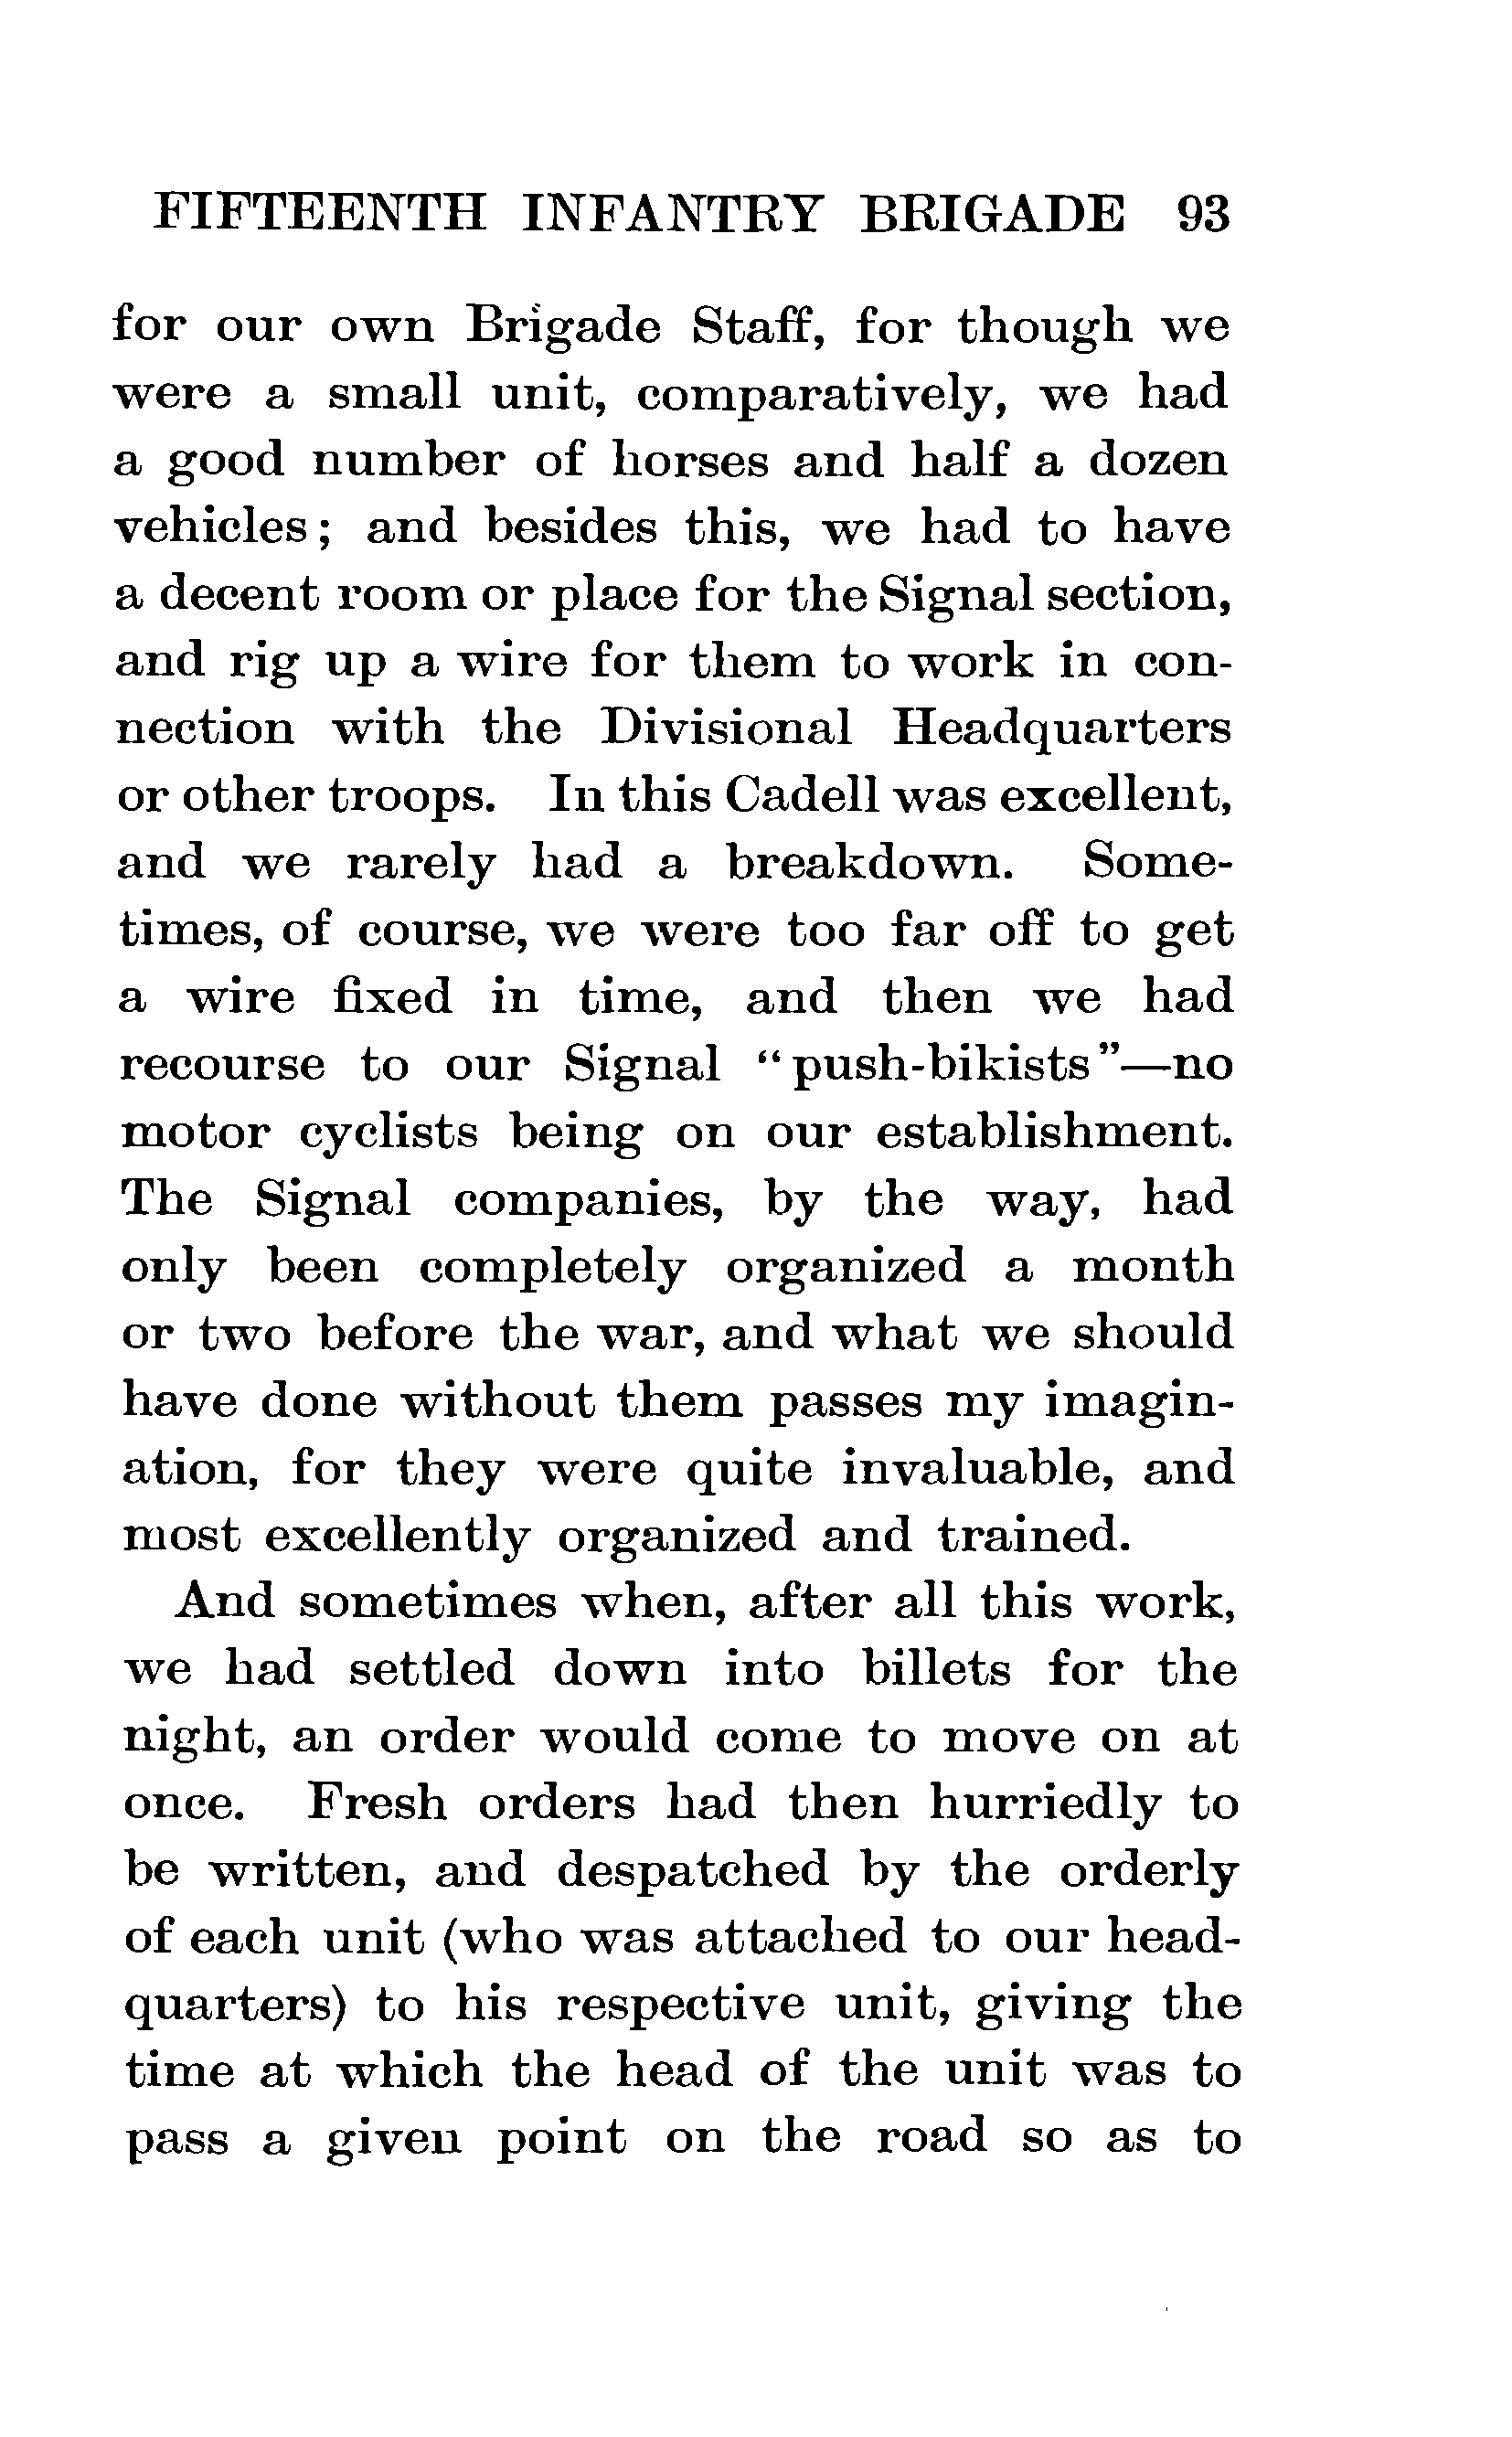 FIFTEENTH INFANTRY BRIGADE 93
for our own Brigade Staff, for though we
were a small unit, comparatively, we had
a good number of horses and half a dozen
vehicles; and besides this, we had to have
a decent room or place for the Signal section,
and rig up a wire for them to work in con-
nection with the Divisional Headquarters
or other troops. In this Cadell was excellent,
and we rarely had a breakdown. Some-
times, of course, we were too far off to get
a wire fixed in time, and then we had
recourse to our Signal “push-bikists”—no
motor cyclists being on our establishment.
The Signal companies, by the way, had
only been completely organized a month
or two before the war, and what we should
have done without them passes my imagin-
ation, for they were quite invaluable, and
most excellently organized and trained.
And sometimes when, after all this work,
we had settled down into billets for the
night, an order would come to move on at
once. Fresh orders had then hurriedly to
be written, and despatched by the orderly
of each unit (who was attached to our head-
quarters) to his respective unit, giving the
time at which the head of the unit was to
pass a given point on the road so as to